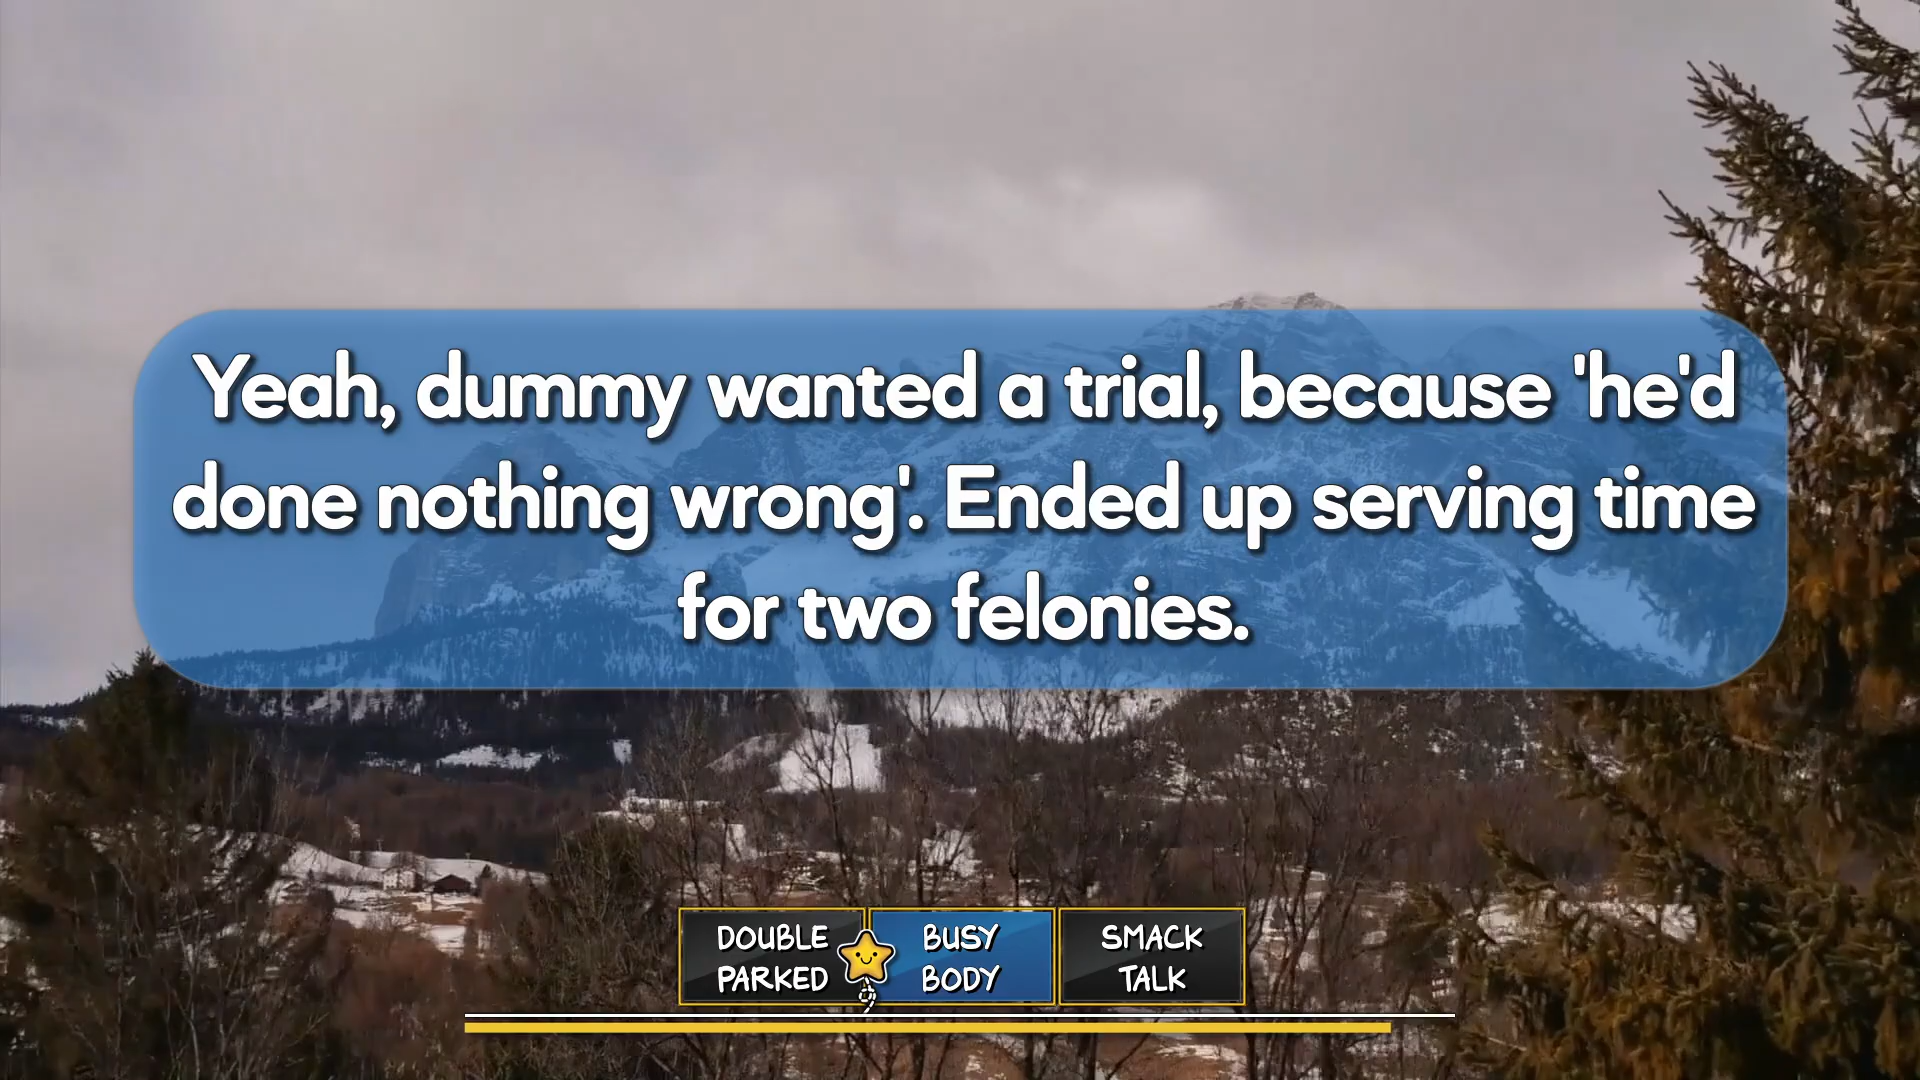 Yeah, dummy wanted a trial, because 'he'd
done nothing wrong'. Ended up serving time
for two felonies.
DOUBLE
PARKED
BUSY
BODY
SMACK
TALK